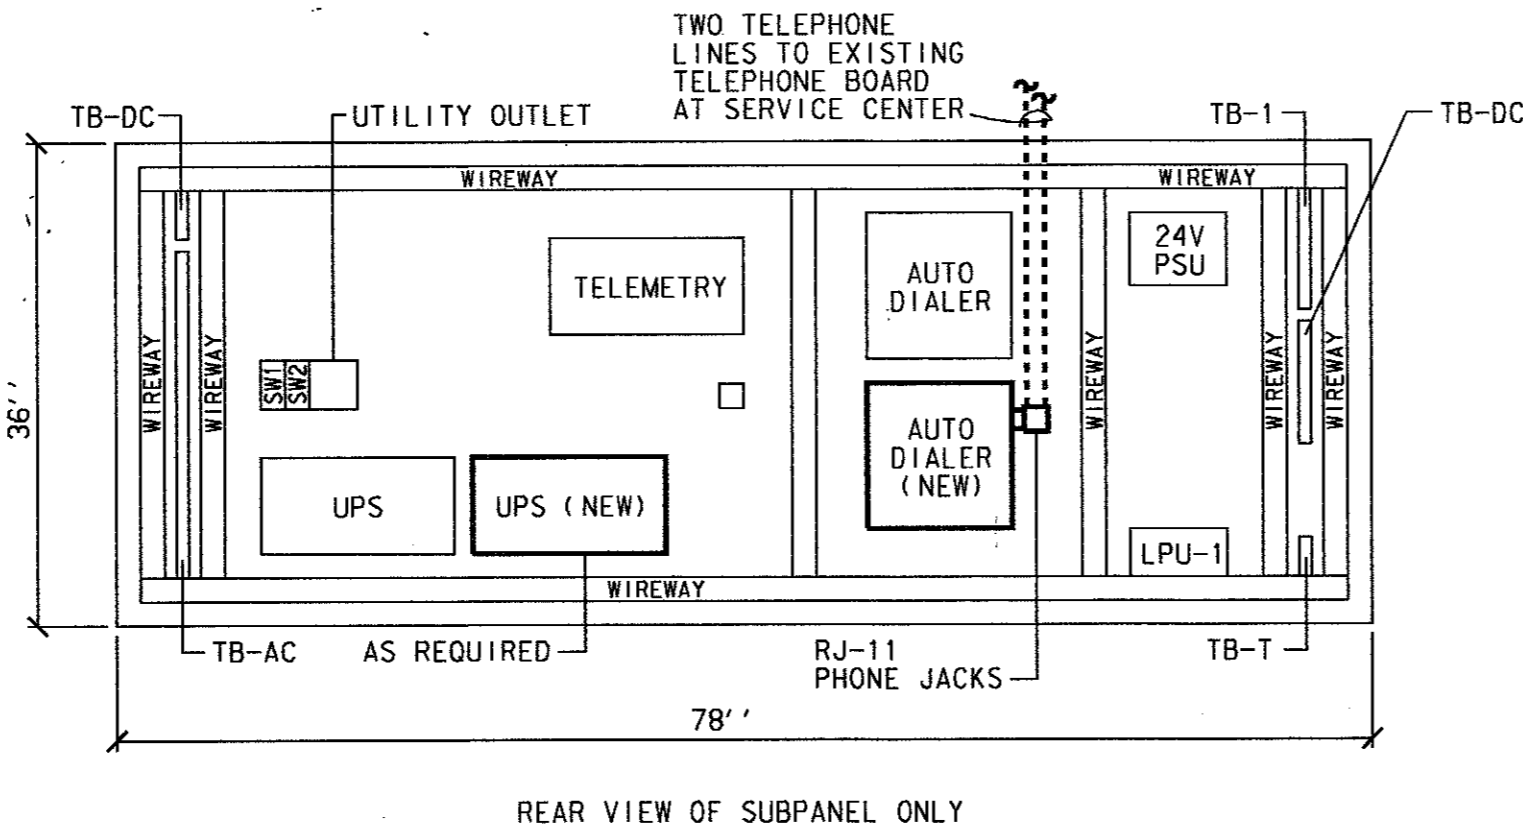 TWO TELEPHONE
LINES TO EXISTING
TELEPHONE BOARD
AT SERVICE CENTER
TB-DC
UTILITY OUTLET
TB-1
TB-DC
WIREWAY
WIREWAY
24V
PSU
TELEMETRY
AUTO
DIALER
WIREWAY
WIREWAY
SW1
SW2
WIREWAY
WIREWAY
WIREWAY
36''
AUTO
DIALER
(NEW)
UPS
UPS (NEW)
LPU-1
WIREWAY
TB-AC
AS REQUIRED
RJ-11
PHONE JACKS
TB-T
78''
REAR VIEW OF SUBPANEL ONLY